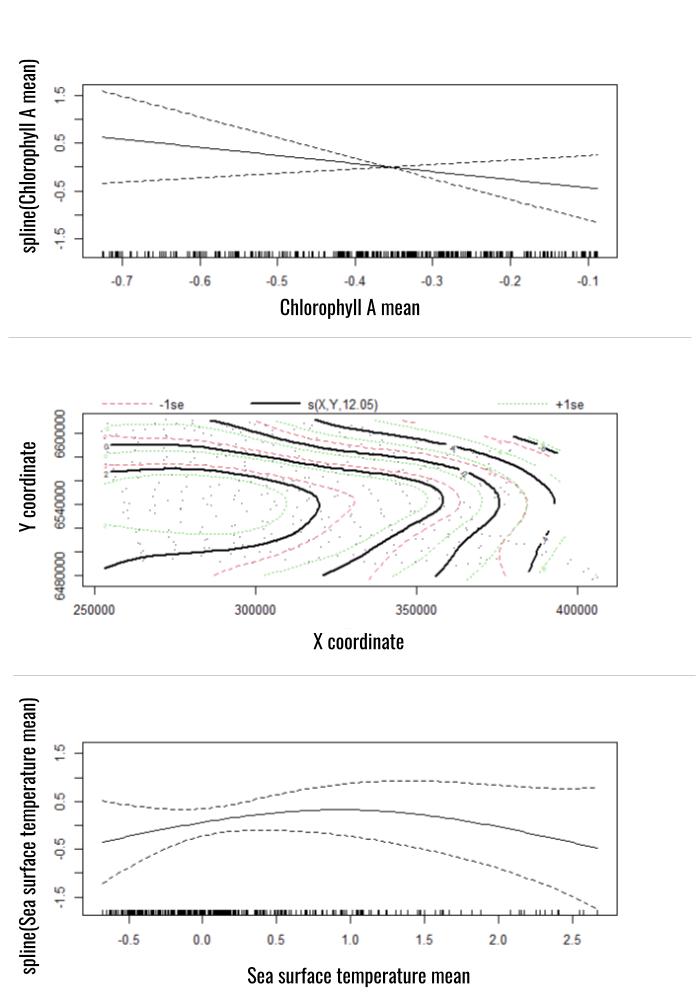 spline(Chlorophyll A mean)
1.5
0.5
-0.5
-1.5
-0.7 -0.6 -0.5 -0.4 -0.3 -0.2 -0.1
Chlorophyll A mean
-1se s(X,Y,12.05) +1se
Y coordinate
6600000
6540000
6480000
250000 300000 350000 400000
X coordinate
spline(Sea surface temperature mean)
1.5
0.5
-0.5
-1.5
-0.5 0.0 0.5 1.0 1.5 2.0 2.5
Sea surface temperature mean